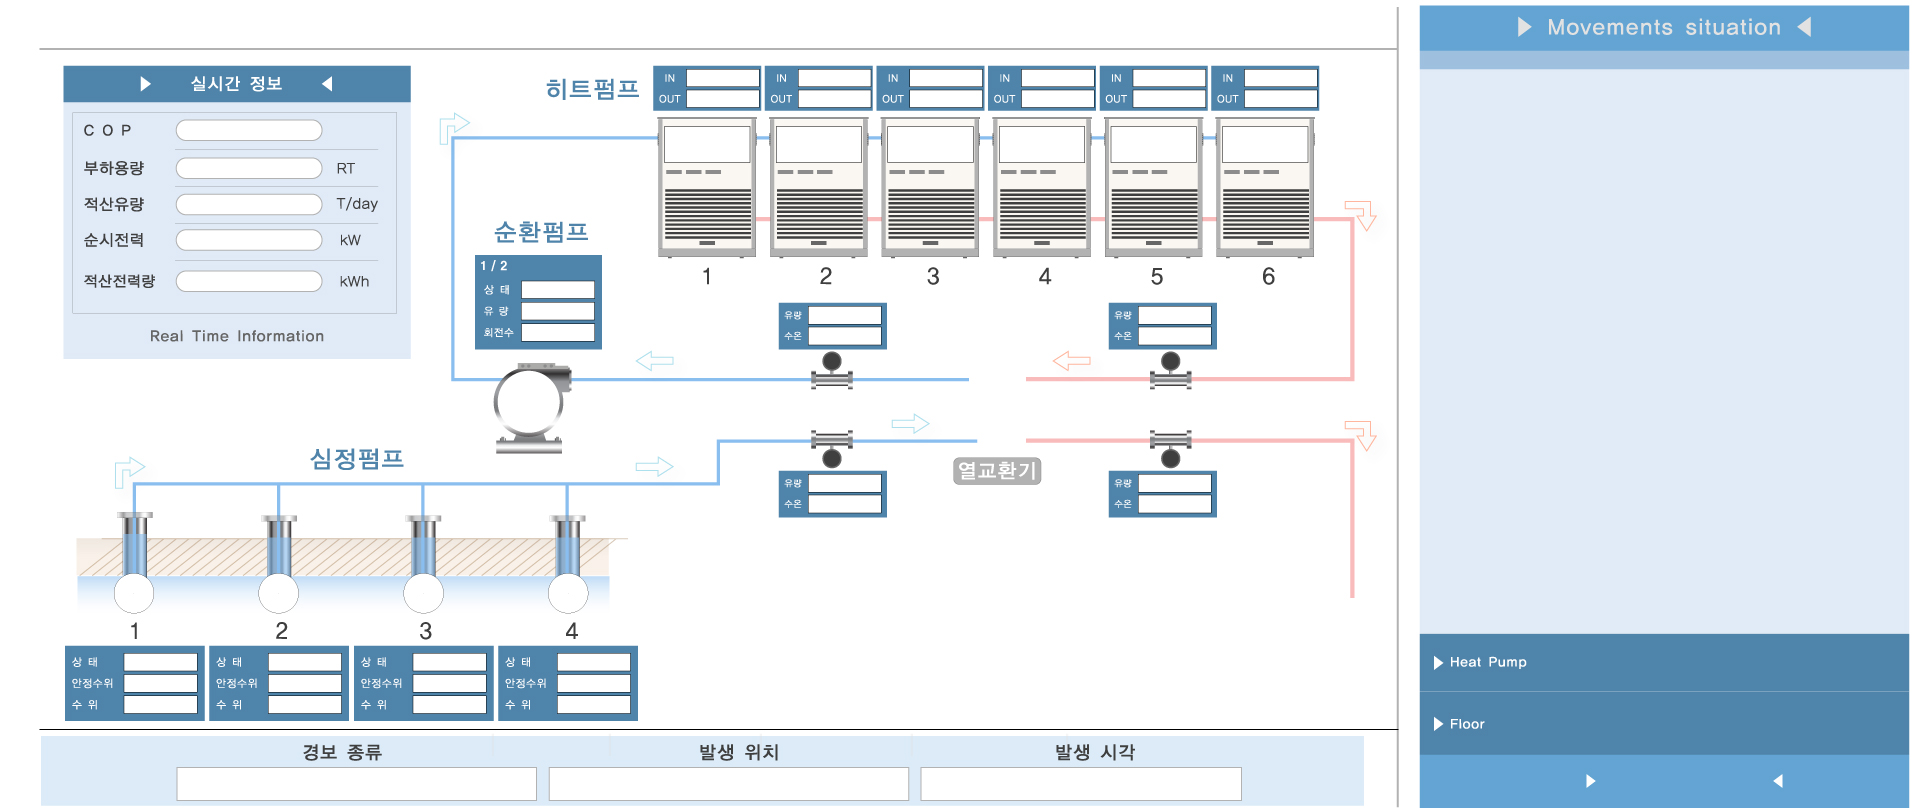 Movements situation
실시간 정보
C O P
부하용량 RT
적산유량 T/day
순시전력 kW
적산전력량 kWh
Real Time Information
히트펌프
IN IN IN IN IN IN
OUT OUT OUT OUT OUT OUT
1 2 3 4 5 6
순환펌프
1 / 2
상 태
유 량
회전수
유량 유량
수온 수온
심정펌프
열교환기
유량 유량
수온 수온
1 2 3 4
상 태 상 태 상 태 상 태
안정수위 안정수위 안정수위 안정수위
수 위 수 위 수 위 수 위
경보 종류 발생 위치 발생 시각
Heat Pump
Floor